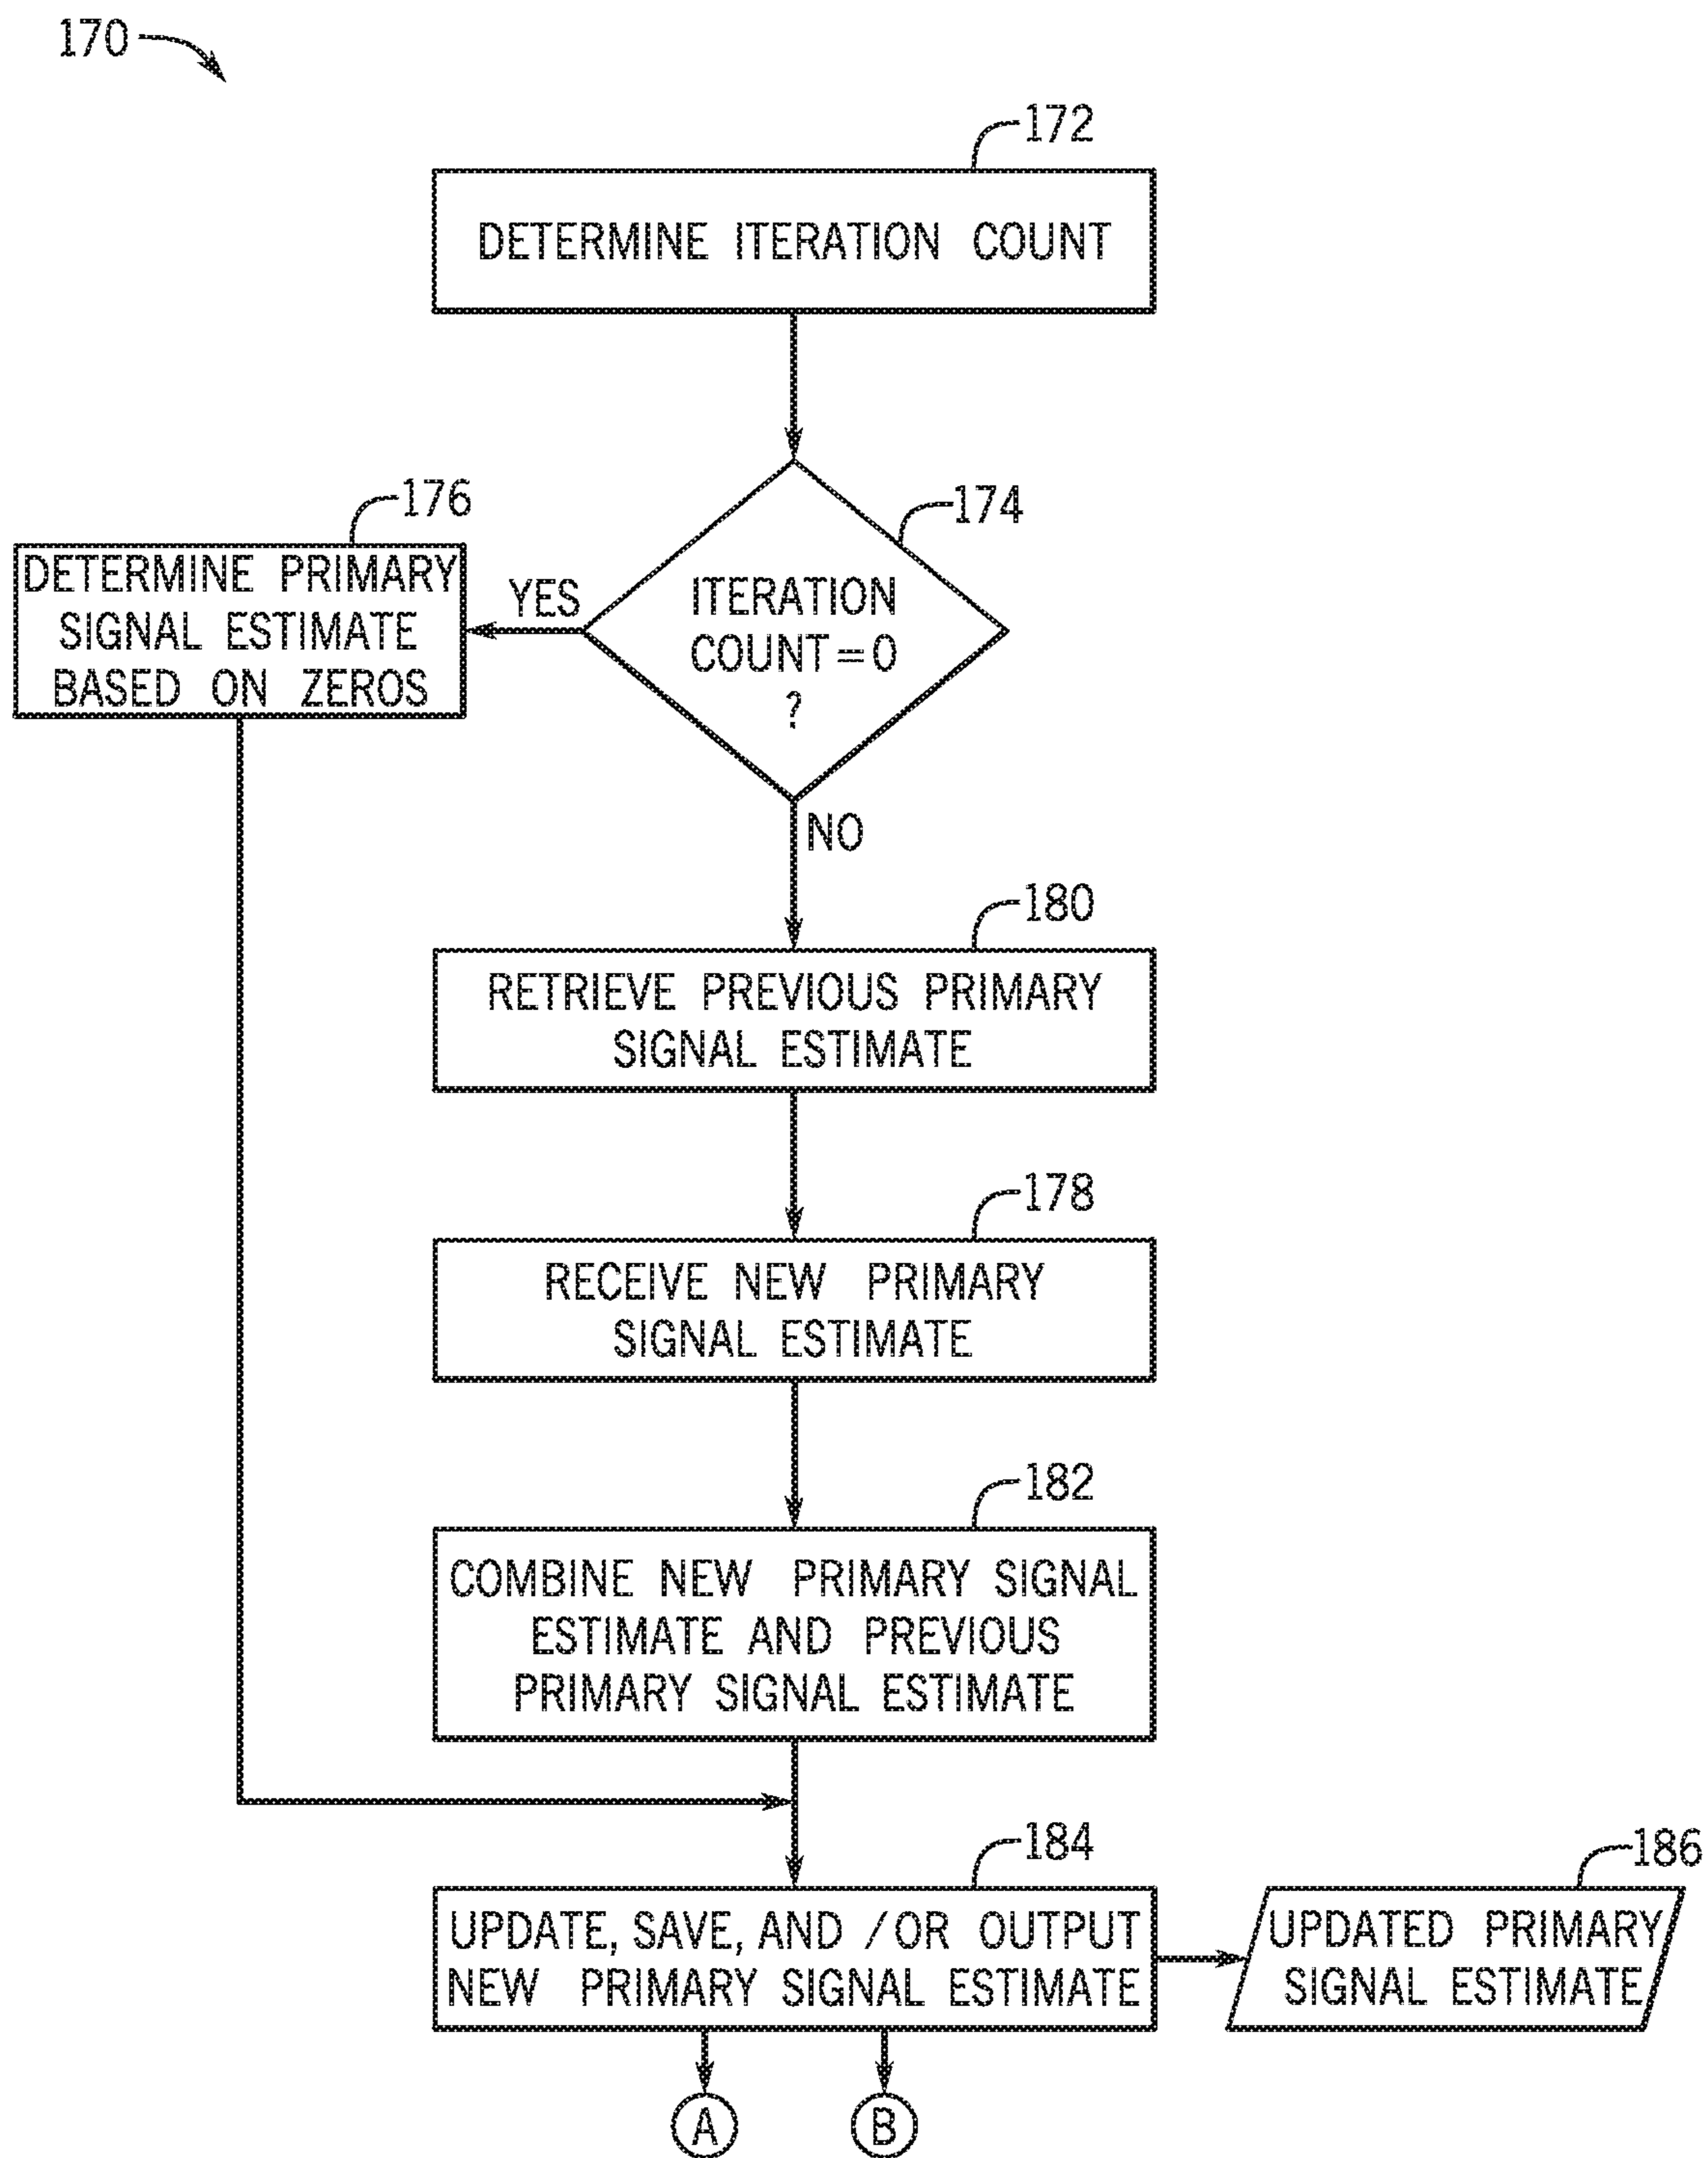 170
172
DETERMINE ITERATION COUNT
174
ITERATION
COUNT=0
?
YES
176
DETERMINE PRIMARY
SIGNAL ESTIMATE
BASED ON ZEROS
NO
180
RETRIEVE PREVIOUS PRIMARY
SIGNAL ESTIMATE
178
RECEIVE NEW PRIMARY
SIGNAL ESTIMATE
182
COMBINE NEW PRIMARY SIGNAL
ESTIMATE AND PREVIOUS
PRIMARY SIGNAL ESTIMATE
184
UPDATE, SAVE, AND /OR OUTPUT
NEW PRIMARY SIGNAL ESTIMATE
186
UPDATED PRIMARY
SIGNAL ESTIMATE
A
B